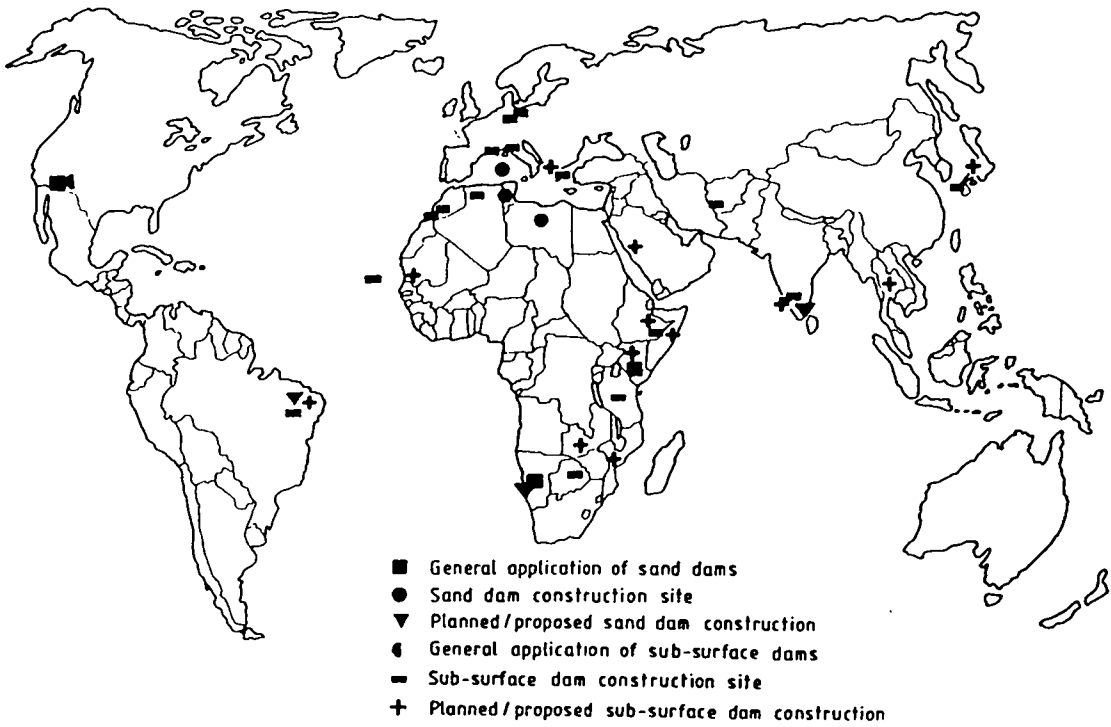 General application of sand dams
Sand dam construction site
Planned/proposed sand dam construction
General application of sub-surface dams
Sub-surface dam construction site
Planned/proposed sub-surface dam construction